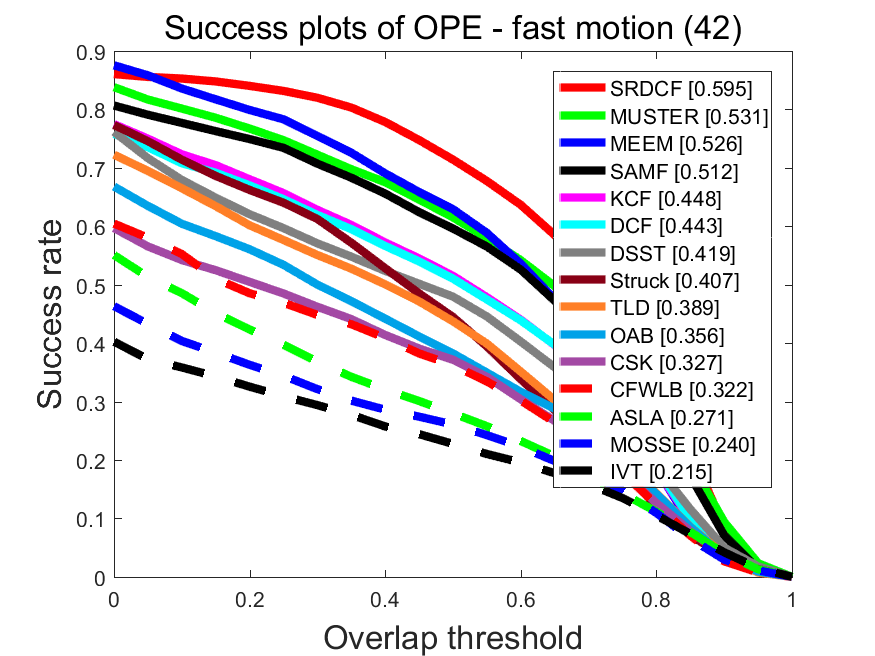 Success plots of OPE - fast motion (42)
0.9
0.8
0.7
0.6
0.5
0.4
0.3
0.2
0.1
0
Success rate
SRDCF [0.595]
MUSTER [0.531]
MEEM [0.526]
SAMF [0.512]
KCF [0.448]
DCF [0.443]
DSST [0.419]
Struck [0.407]
TLD [0.389]
OAB [0.356]
CSK [0.327]
CFWLB [0.322]
ASLA [0.271]
MOSSE [0.240]
IVT [0.215]
0 0.2 0.4 0.6 0.8 1
Overlap threshold